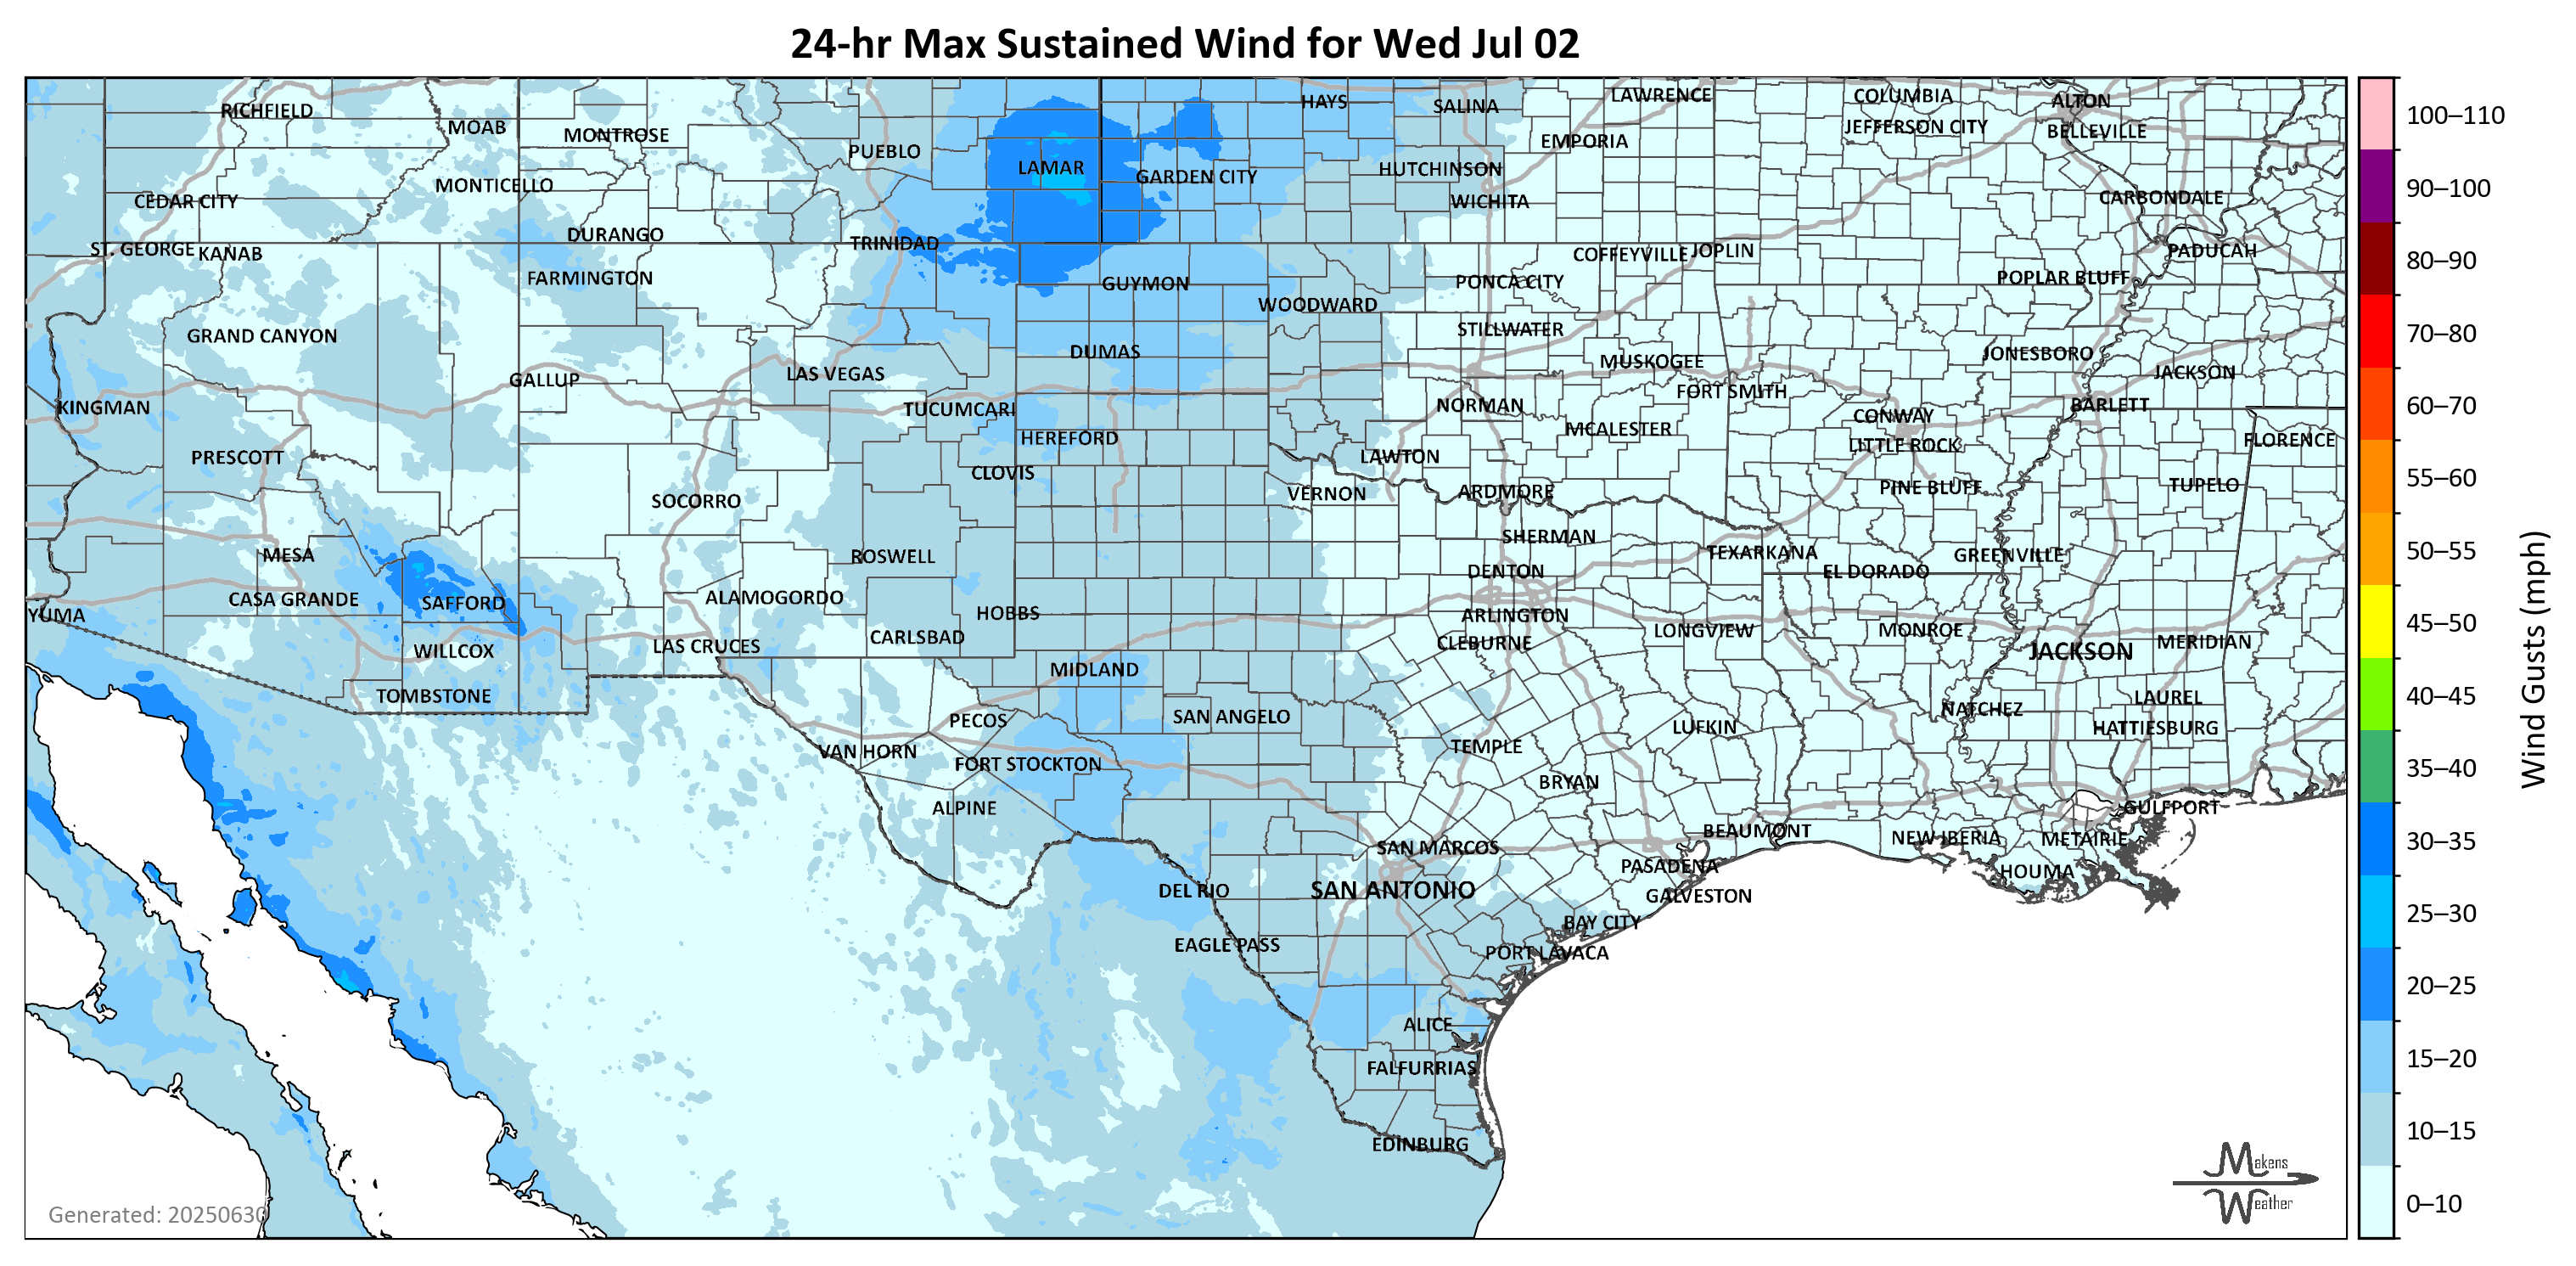 24-hr Max Sustained Wind for Wed Jul 02
RICHFIELD
MOAB
MONTROSE
PUEBLO
LAMAR
GARDEN CITY
HAYS
SALINA
LAWRENCE
EMPORIA
HUTCHINSON
WICHITA
COLUMBIA
JEFFERSON CITY
ALTON
BELLEVILLE
CARBONDALE
PADUCAH
CEDAR CITY
MONTICELLO
DURANGO
TRINIDAD
ST. GEORGE
KANAB
FARMINGTON
GUYMON
WOODWARD
PONCA CITY
COFFEYVILLE
JOPLIN
POPLAR BLUFF
GRAND CANYON
DUMAS
STILLWATER
MUSKOGEE
JONESBORO
GALLUP
LAS VEGAS
FORT SMITH
JACKSON
KINGMAN
TUCUMCARI
NORMAN
CONWAY
BARLETT
HEREFORD
MCALESTER
LITTLE ROCK
FLORENCE
PRESCOTT
CLOVIS
LAWTON
SOCORRO
VERNON
ARDMORE
PINE BLUFF
TUPELO
MESA
ROSWELL
SHERMAN
TEXARKANA
GREENVILLE
DENTON
EL DORADO
CASA GRANDE
SAFFORD
ALAMOGORDO
HOBBS
ARLINGTON
YUMA
WILLCOX
LAS CRUCES
CARLSBAD
CLEBURNE
LONGVIEW
MONROE
JACKSON
MERIDIAN
TOMBSTONE
MIDLAND
PECOS
SAN ANGELO
LUFKIN
NATCHEZ
LAUREL
HATTIESBURG
VAN HORN
FORT STOCKTON
TEMPLE
ALPINE
BRYAN
GULFPORT
SAN MARCOS
BEAUMONT
NEW IBERIA
METAIRIE
DEL RIO
SAN ANTONIO
PASADENA
GALVESTON
HOUMA
EAGLE PASS
BAY CITY
PORT LAVACA
ALICE
FALFURRIAS
EDINBURG
Generated: 20250630
Makens
Weather
100–110
90–100
80–90
70–80
60–70
55–60
50–55
45–50
40–45
35–40
30–35
25–30
20–25
15–20
10–15
0–10
Wind Gusts (mph)